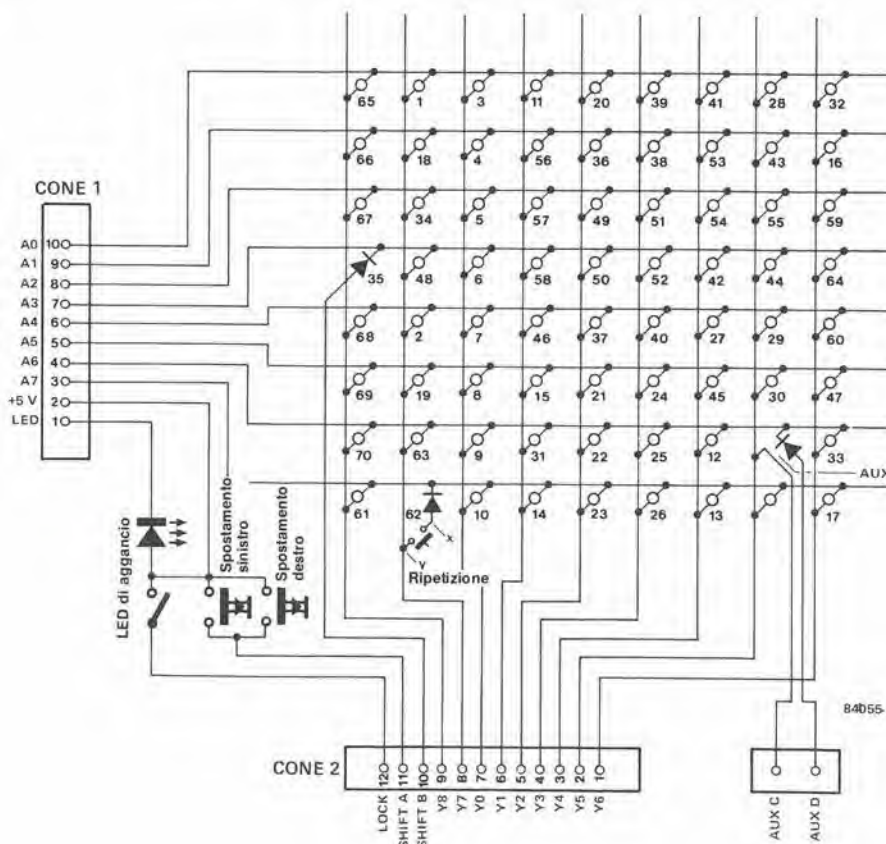 65 1 3 11 20 39 41 28 32
66 18 4 56 36 38 53 43 16
CONE 1
67 34 5 57 49 51 54 55 59
A0 10
A1 9
35 48 6 58 50 52 42 44 64
A2 8
A3 7
A4 6
68 2 7 46 37 40 27 29 60
A5 5
A6 4
A7 3
69 19 8 15 21 24 45 30 47
+5 V 2
LED 1
70 63 9 31 22 25 12 33
AUX
61 62 10 14 23 26 13 17
x
y
Ripetizione
LED di aggancio
Spostamento
sinistro
Spostamento
destro
84055-
CONE 2
12 11 10 9 8 7 6 5 4 3 2 1
LOCK
SHIFT A
SHIFT B
Y8
Y7
Y0
Y1
Y2
Y3
Y4
Y5
Y6
AUX C
AUX D